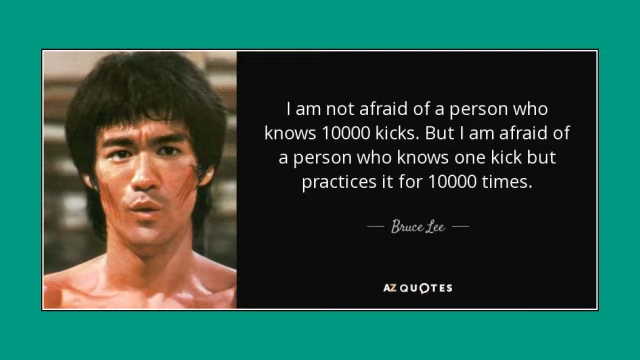 I am not afraid of a person who
knows 10000 kicks. But I am afraid of
a person who knows one kick but
practices it for 10000 times.
Bruce Lee
AZ QUOTES